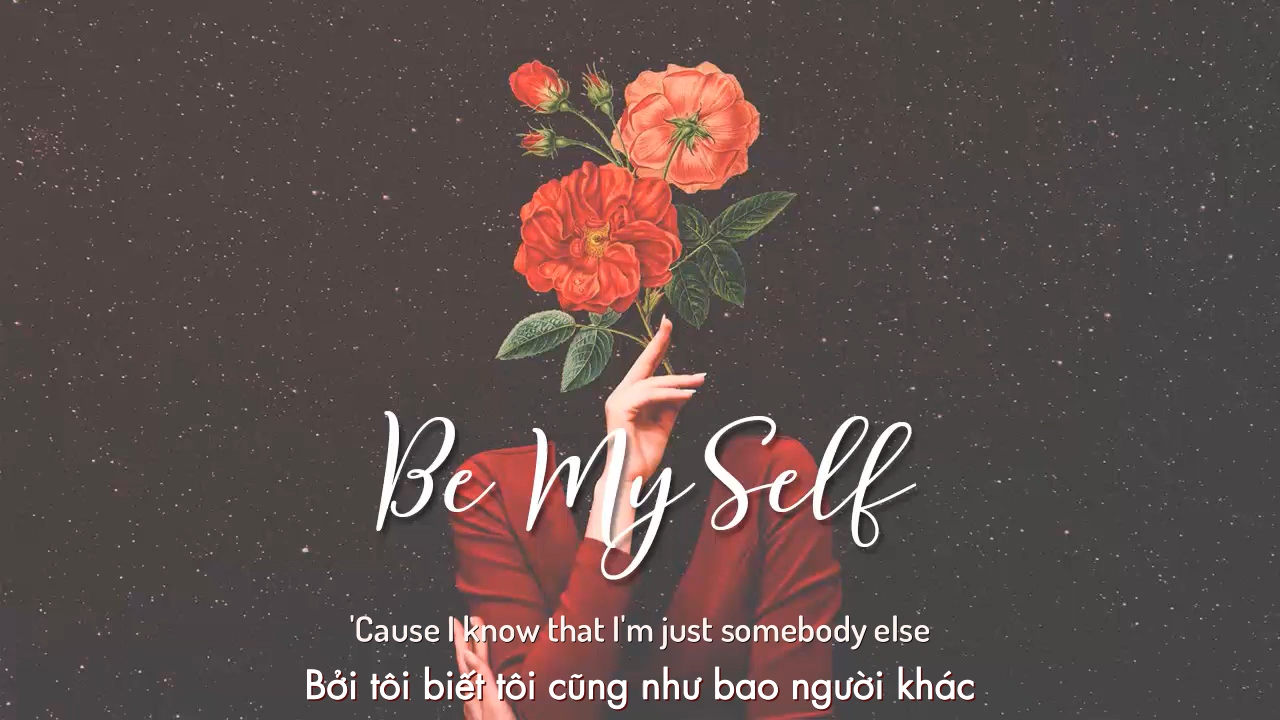 Be My Self
'Cause I know that I'm just somebody else
Bởi tôi biết tôi cũng như bao người khác